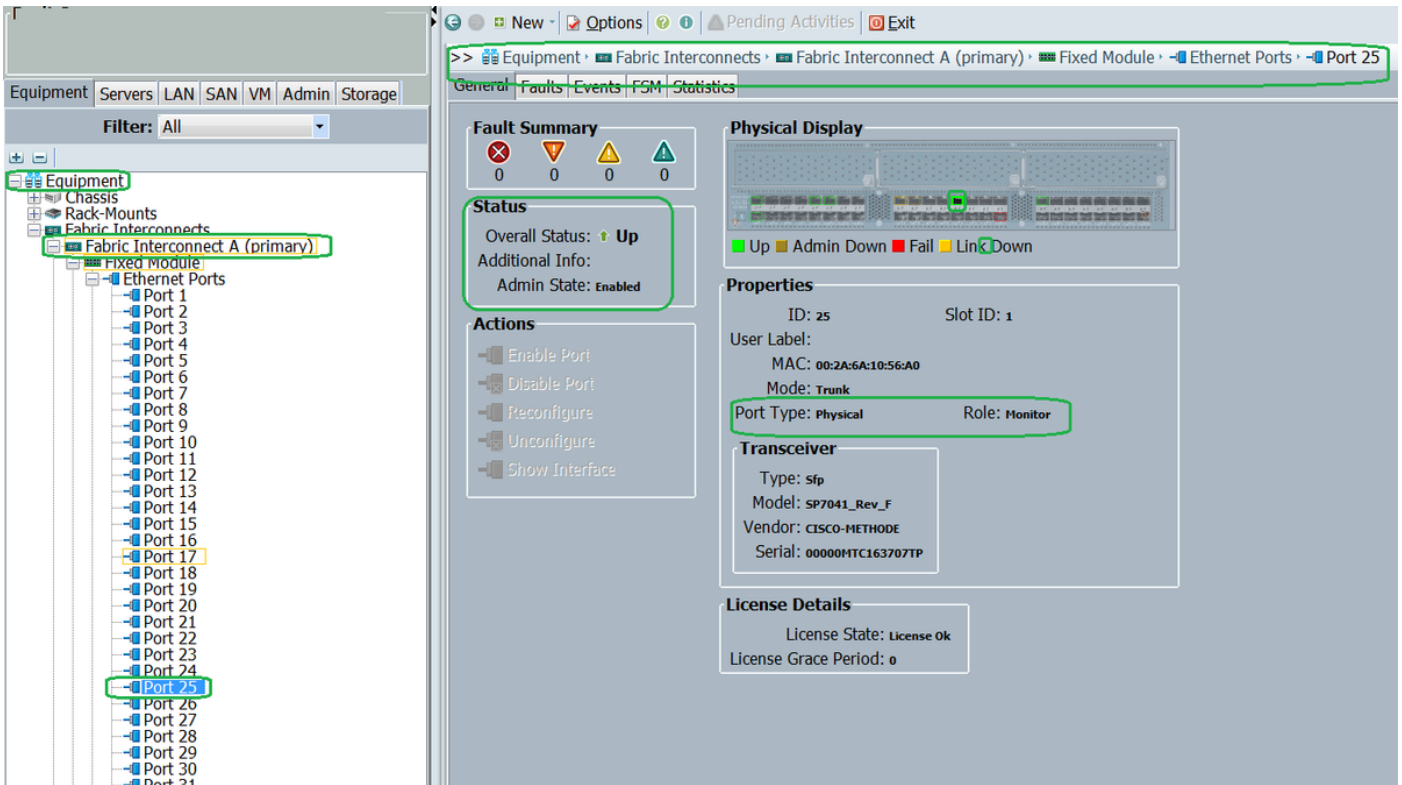 New Options Pending Activities Exit
>> Equipment Fabric Interconnects Fabric Interconnect A (primary) Fixed Module Ethernet Ports Port 25
Equipment Servers LAN SAN VM Admin Storage
Filter: All
Equipment
Chassis
Rack-Mounts
Fabric Interconnects
Fabric Interconnect A (primary)
Fixed Module
Ethernet Ports
Port 1
Port 2
Port 3
Port 4
Port 5
Port 6
Port 7
Port 8
Port 9
Port 10
Port 11
Port 12
Port 13
Port 14
Port 15
Port 16
Port 17
Port 18
Port 19
Port 20
Port 21
Port 22
Port 23
Port 24
Port 25
Port 26
Port 27
Port 28
Port 29
Port 30
Port 31
General Faults Events FSM Statistics
Fault Summary
0 0 0 0
Status
Overall Status: Up
Additional Info:
Admin State: Enabled
Actions
Enable Port
Disable Port
Reconfigure
Unconfigure
Show Interface
Physical Display
Up Admin Down Fail Link Down
Properties
ID: 25 Slot ID: 1
User Label:
MAC: 00:2A:6A:10:56:A0
Mode: Trunk
Port Type: Physical Role: Monitor
Transceiver
Type: Sfp
Model: SP7041_Rev_F
Vendor: CISCO-METHODE
Serial: 00000MTC163707TP
License Details
License State: License Ok
License Grace Period: 0